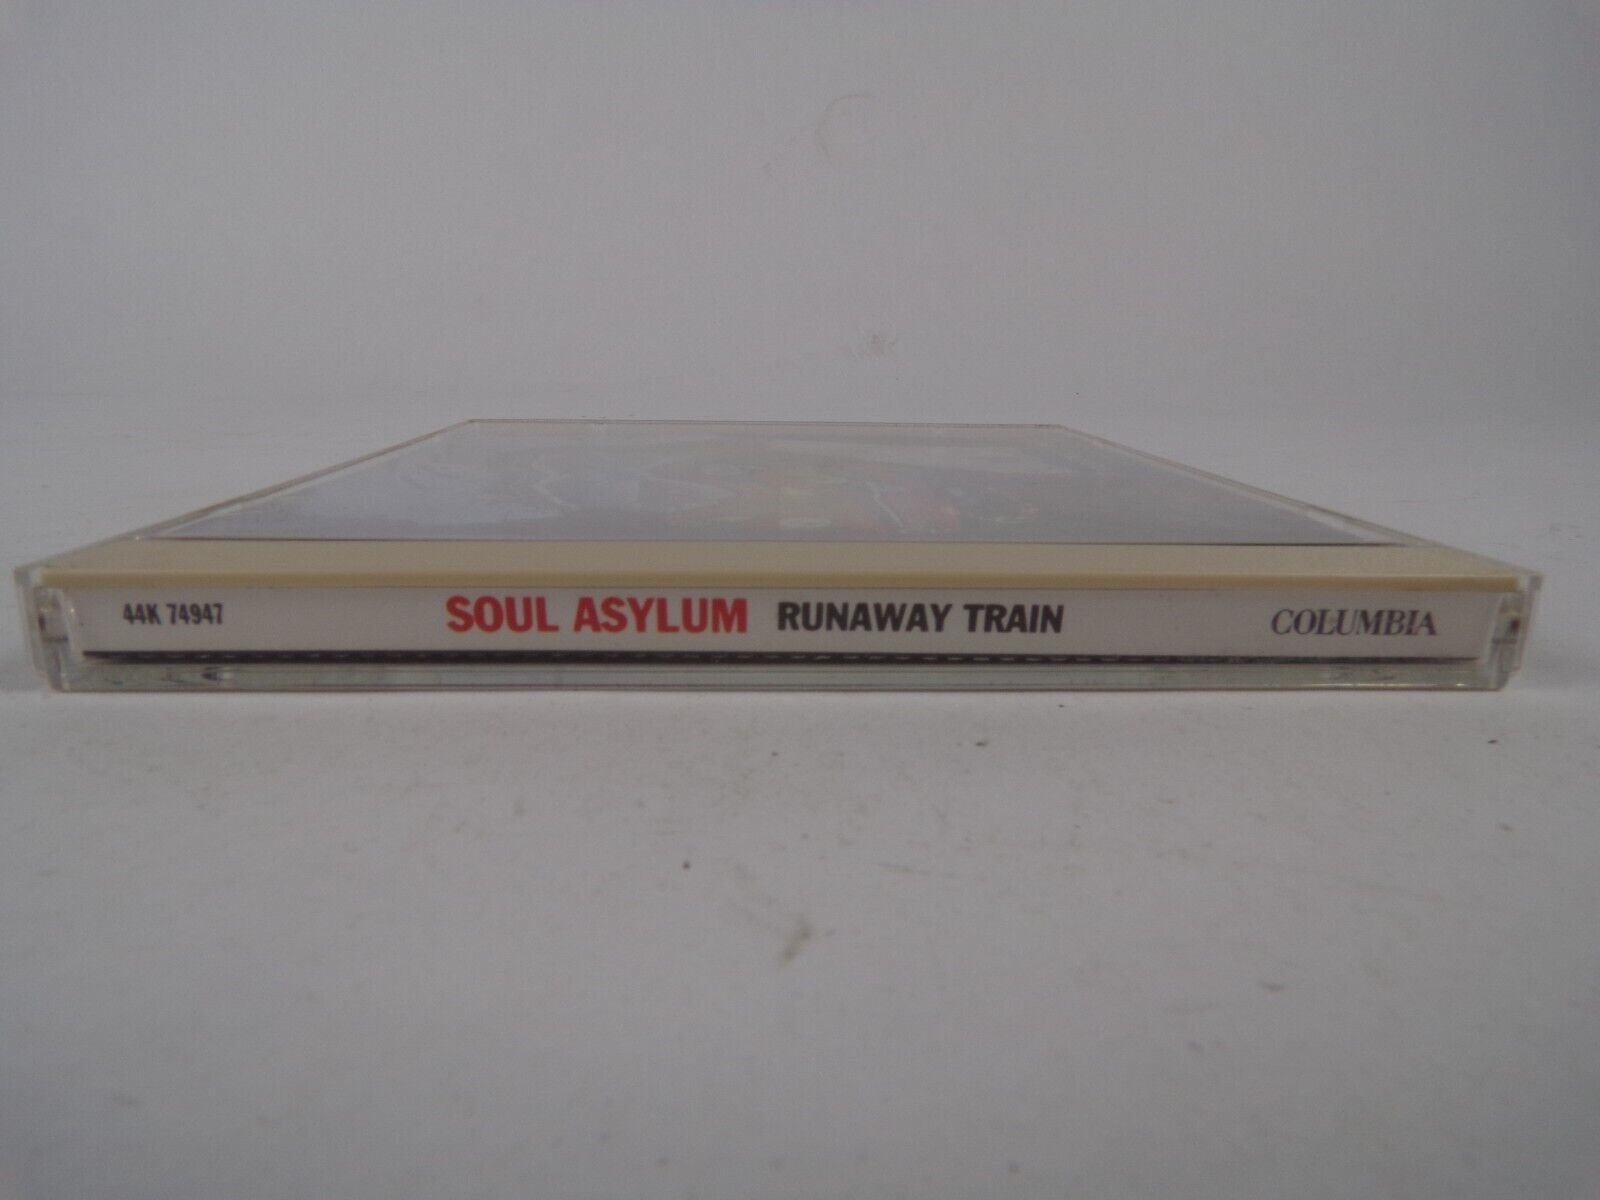 44K 74947 SOUL ASYLUM RUNAWAY TRAIN COLUMBIA